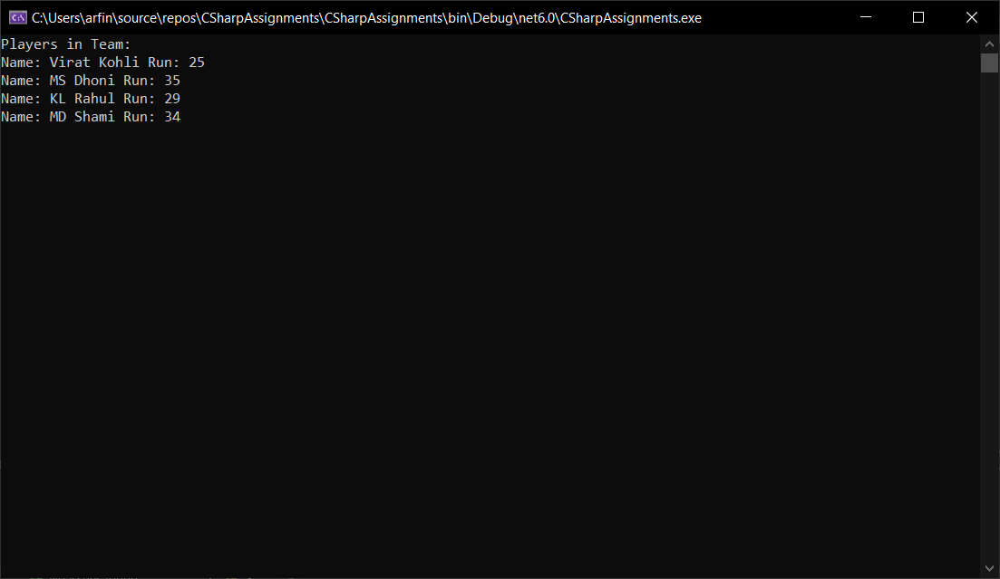 C:\Users\arfin\source\repos\CSharpAssignments\CSharpAssignments\bin\Debug\net6.0\CSharpAssignments.exe
Players in Team:
Name: Virat Kohli Run: 25
Name: MS Dhoni Run: 35
Name: KL Rahul Run: 29
Name: MD Shami Run: 34